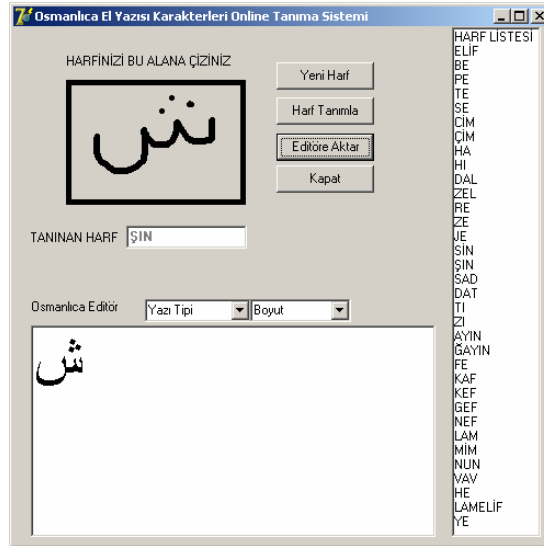 Osmanlıca El Yazısı Karakterleri Online Tanıma Sistemi
HARFİNİZİ BU ALANA ÇİZİNİZ
ش
Yeni Harf
Harf Tanımla
Editöre Aktar
Kapat
TANINAN HARF ŞIN
Osmanlıca Editör Yazı Tipi Boyut
ش
HARF LİSTESİ
ELİF
BE
PE
TE
SE
CİM
ÇİM
HA
HI
DAL
ZEL
RE
ZE
JE
SİN
ŞIN
SAD
DAT
TI
ZI
AYIN
ĞAYIN
FE
KAF
KEF
GEF
NEF
LAM
MİM
NUN
VAV
HE
LAMELİF
YE